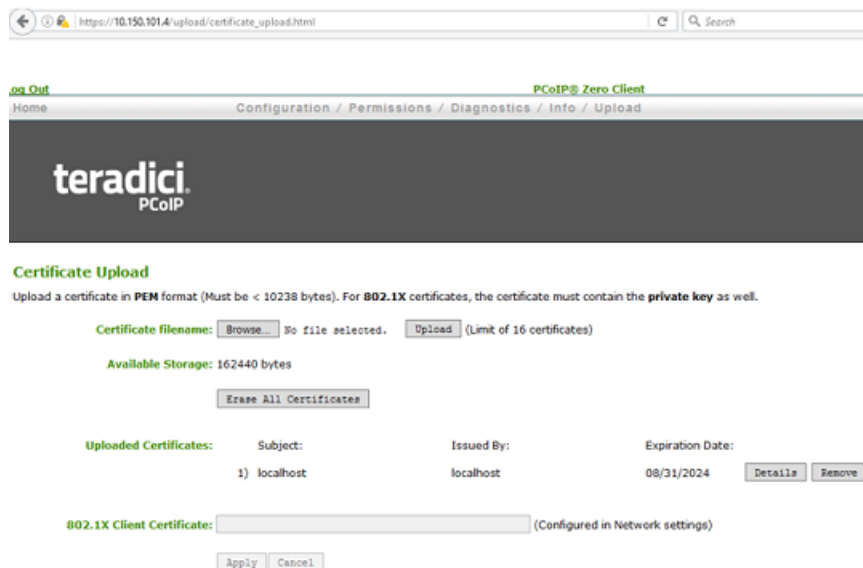 https://10.150.101.4/upload/certificate_upload.html Search
og Out PCoIP® Zero Client
Home Configuration / Permissions / Diagnostics / Info / Upload
teradici.
PCoIP
Certificate Upload
Upload a certificate in PEM format (Must be < 10238 bytes). For 802.1X certificates, the certificate must contain the private key as well.
Certificate filename: Browse... No file selected. Upload (Limit of 16 certificates)
Available Storage: 162440 bytes
Erase All Certificates
Uploaded Certificates: Subject: Issued By: Expiration Date:
1) localhost localhost 08/31/2024 Details Remove
802.1X Client Certificate: (Configured in Network settings)
Apply Cancel